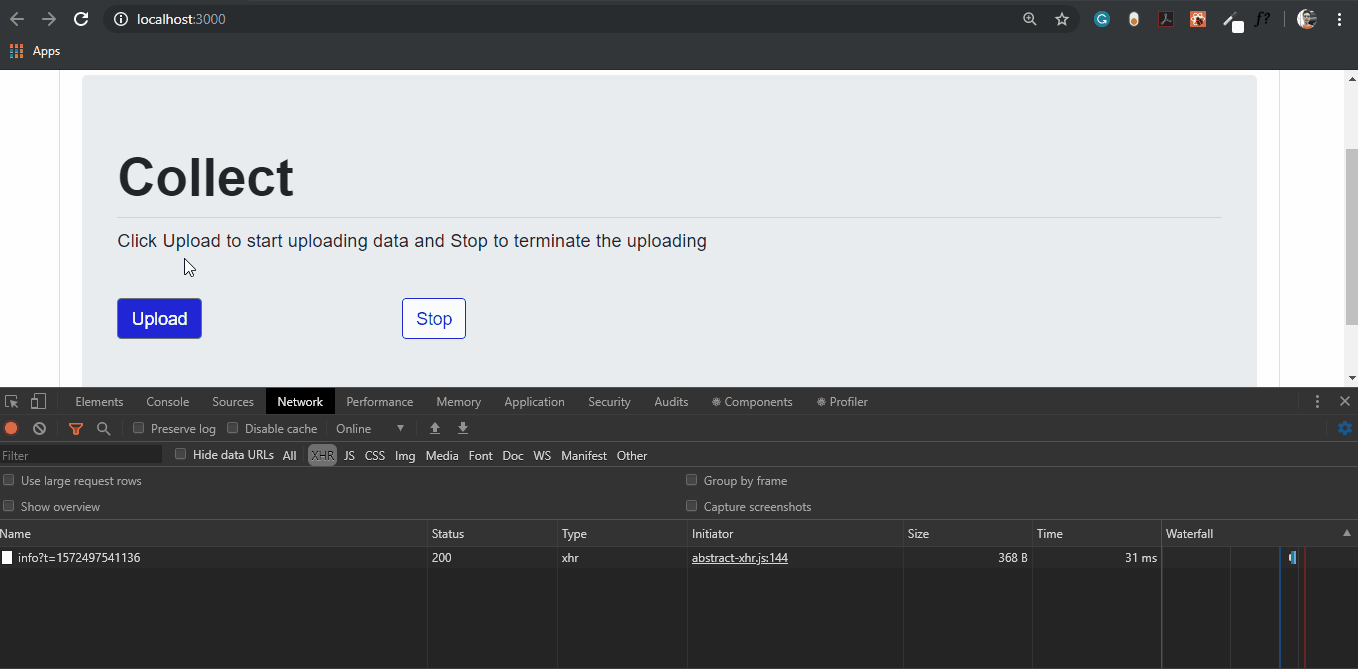 localhost:3000
f?
Apps
Collect
Click Upload to start uploading data and Stop to terminate the uploading
Upload Stop
Elements Console Sources Network Performance Memory Application Security Audits Components Profiler
Preserve log Disable cache Online
Filter Hide data URLs All XHR JS CSS Img Media Font Doc WS Manifest Other
Use large request rows Group by frame
Show overview Capture screenshots
Name Status Type Initiator Size Time Waterfall
info?t=1572497541136 200 xhr abstract-xhr.js:144 368 B 31 ms